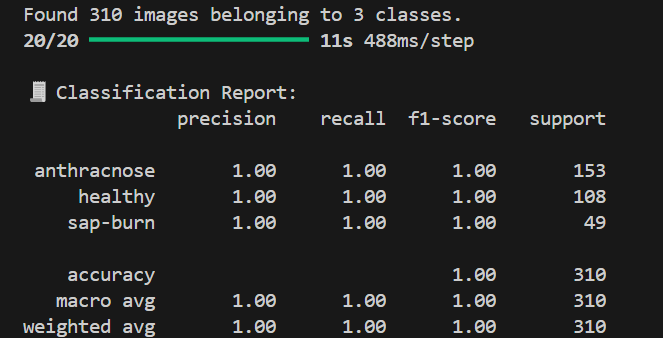 Found 310 images belonging to 3 classes.
20/20 ━━━━━━━━━━━━━━━━━━━━ 11s 488ms/step
🧾 Classification Report:
precision recall f1-score support
anthracnose 1.00 1.00 1.00 153
healthy 1.00 1.00 1.00 108
sap-burn 1.00 1.00 1.00 49
accuracy 1.00 310
macro avg 1.00 1.00 1.00 310
weighted avg 1.00 1.00 1.00 310